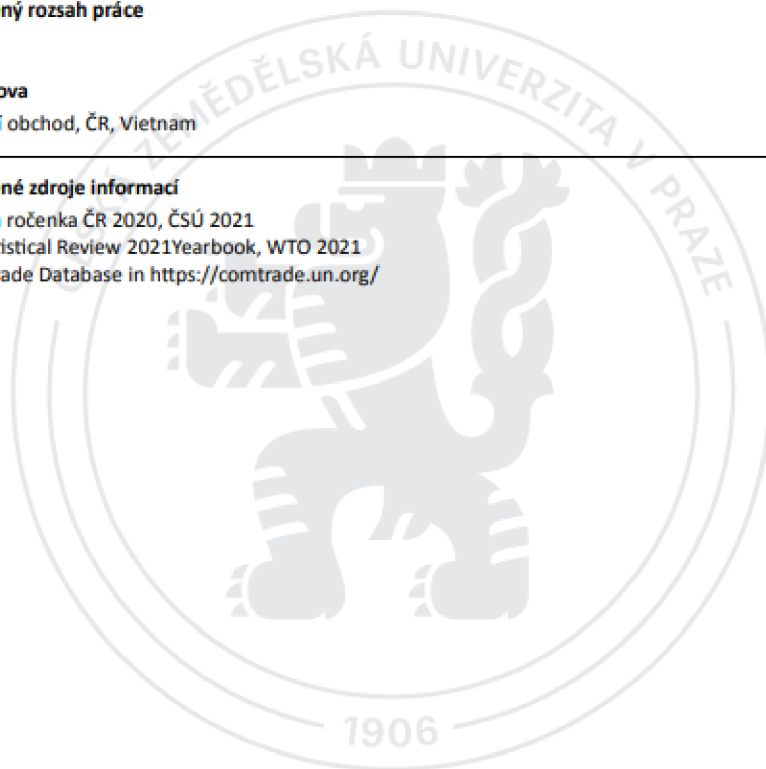 ný rozsah práce
ova
í obchod, ČR, Vietnam
né zdroje informací
ročenka ČR 2020, ČSÚ 2021
istical Review 2021Yearbook, WTO 2021
ade Database in https://comtrade.un.org/
ČESKÁ ZEMĚDĚLSKÁ UNIVERZITA V PRAZE
1906